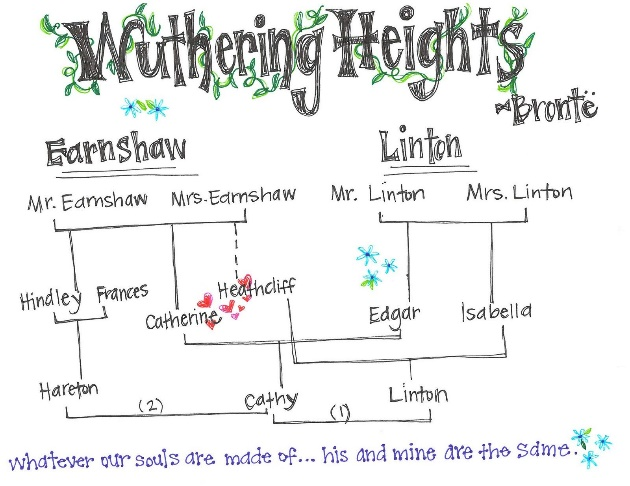 Wuthering Heights
~Brontë
Earnshaw Linton
Mr. Earnshaw Mrs. Earnshaw Mr. Linton Mrs. Linton
Hindley Frances Catherine Heathcliff Edgar Isabella
Hareton Cathy Linton
(2) (1)
Whatever our souls are made of... his and mine are the same.